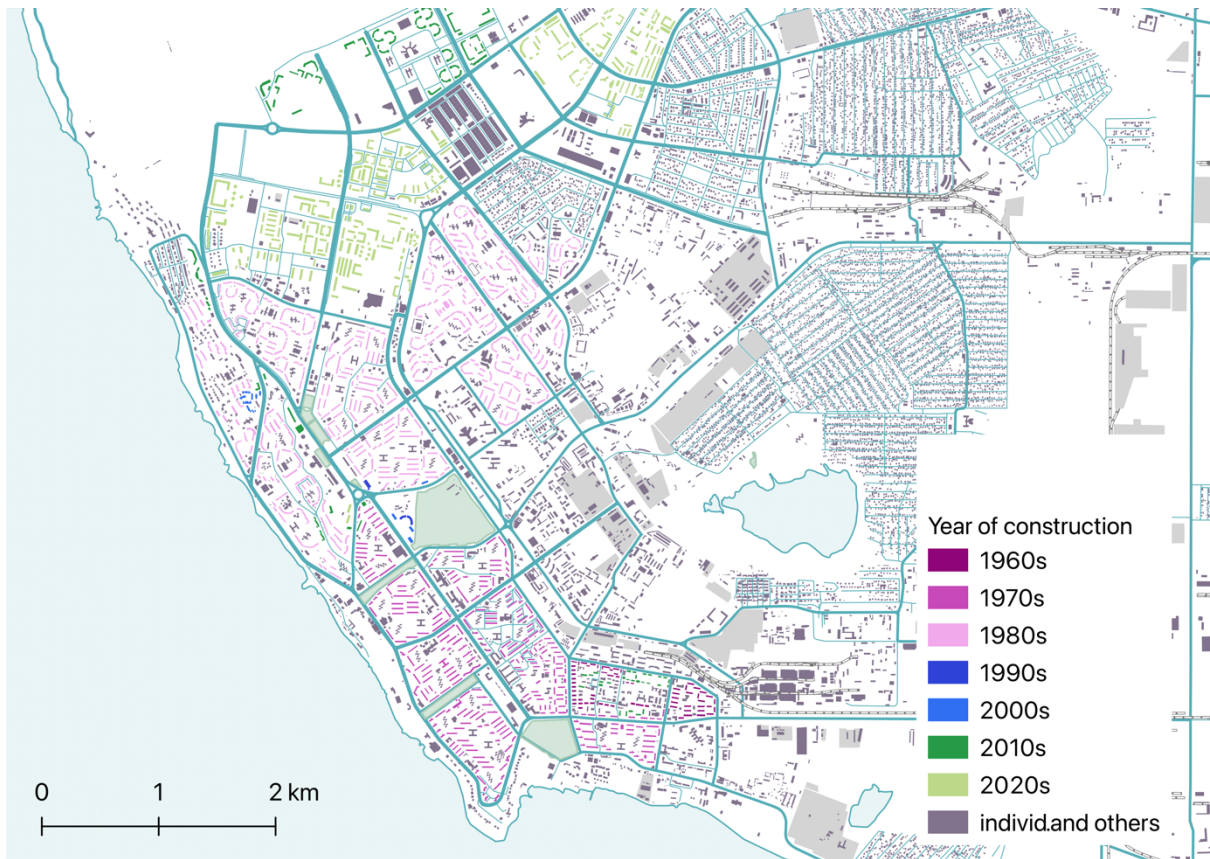 Year of construction
1960s
1970s
1980s
1990s
2000s
2010s
2020s
individ.and others
0 1 2 km